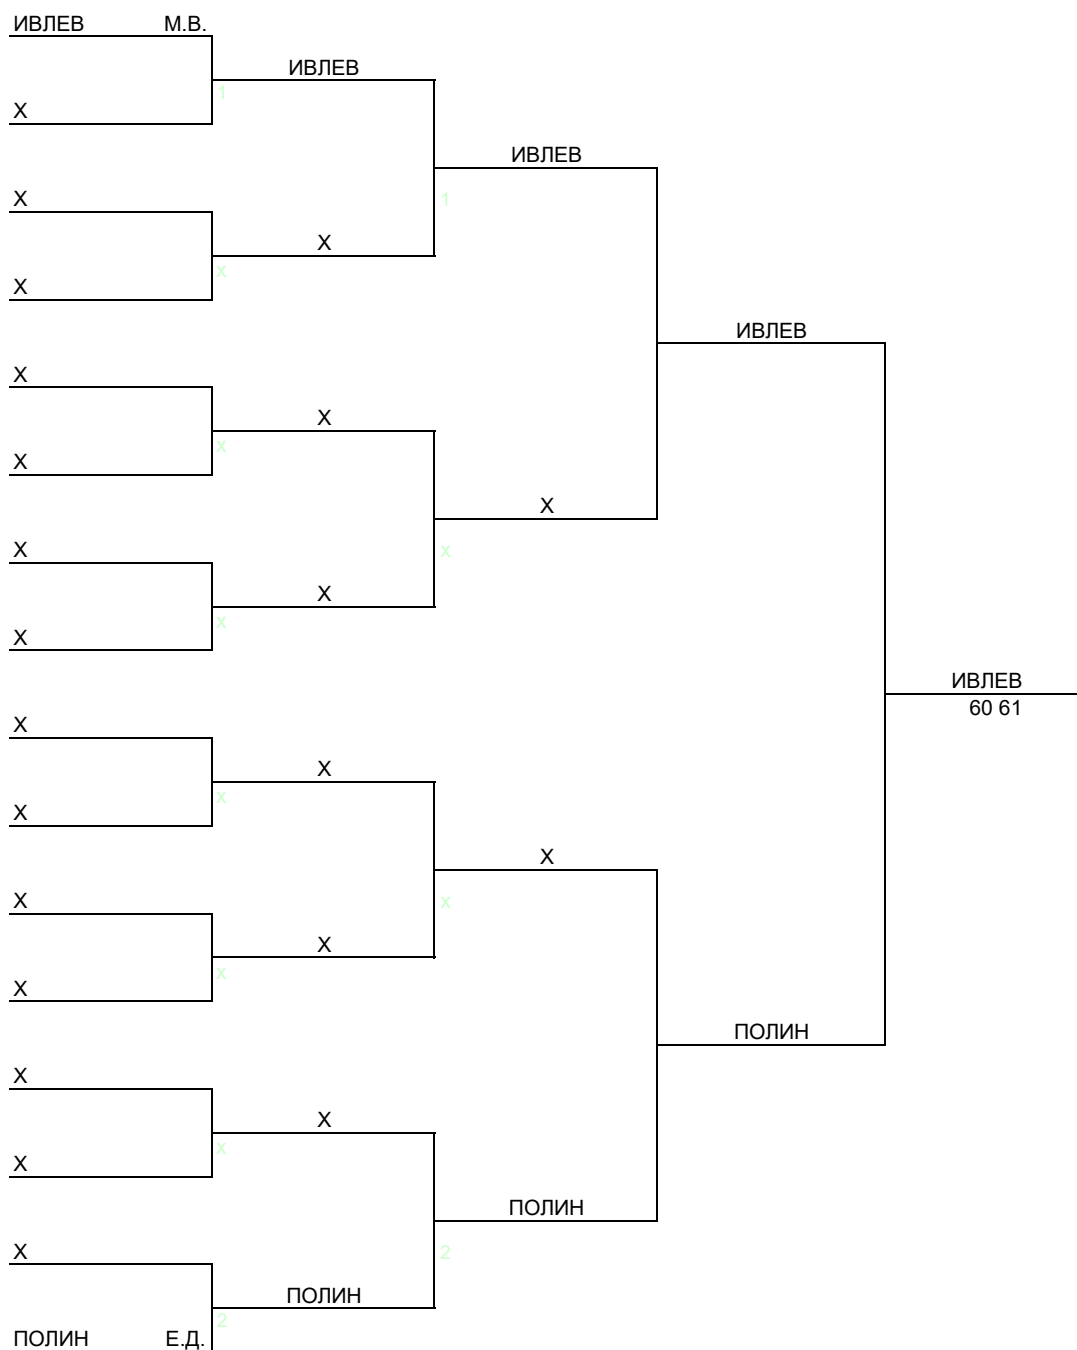 ИВЛЕВ М.В.
ИВЛЕВ
1
Х
ИВЛЕВ
Х
1
Х
х
Х
ИВЛЕВ
Х
Х
х
Х
Х
Х
х
Х
х
Х
ИВЛЕВ
60 61
Х
Х
х
Х
Х
Х
х
Х
х
Х
ПОЛИН
Х
Х
х
Х
ПОЛИН
Х
2
ПОЛИН
2
ПОЛИН Е.Д.